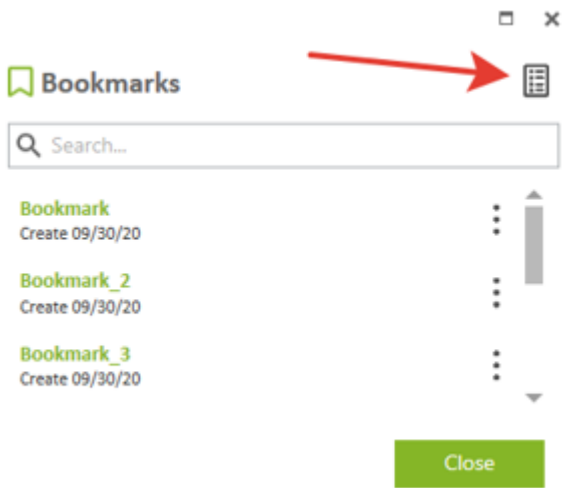 Bookmarks
Search...
Bookmark
Create 09/30/20
Bookmark_2
Create 09/30/20
Bookmark_3
Create 09/30/20
Close